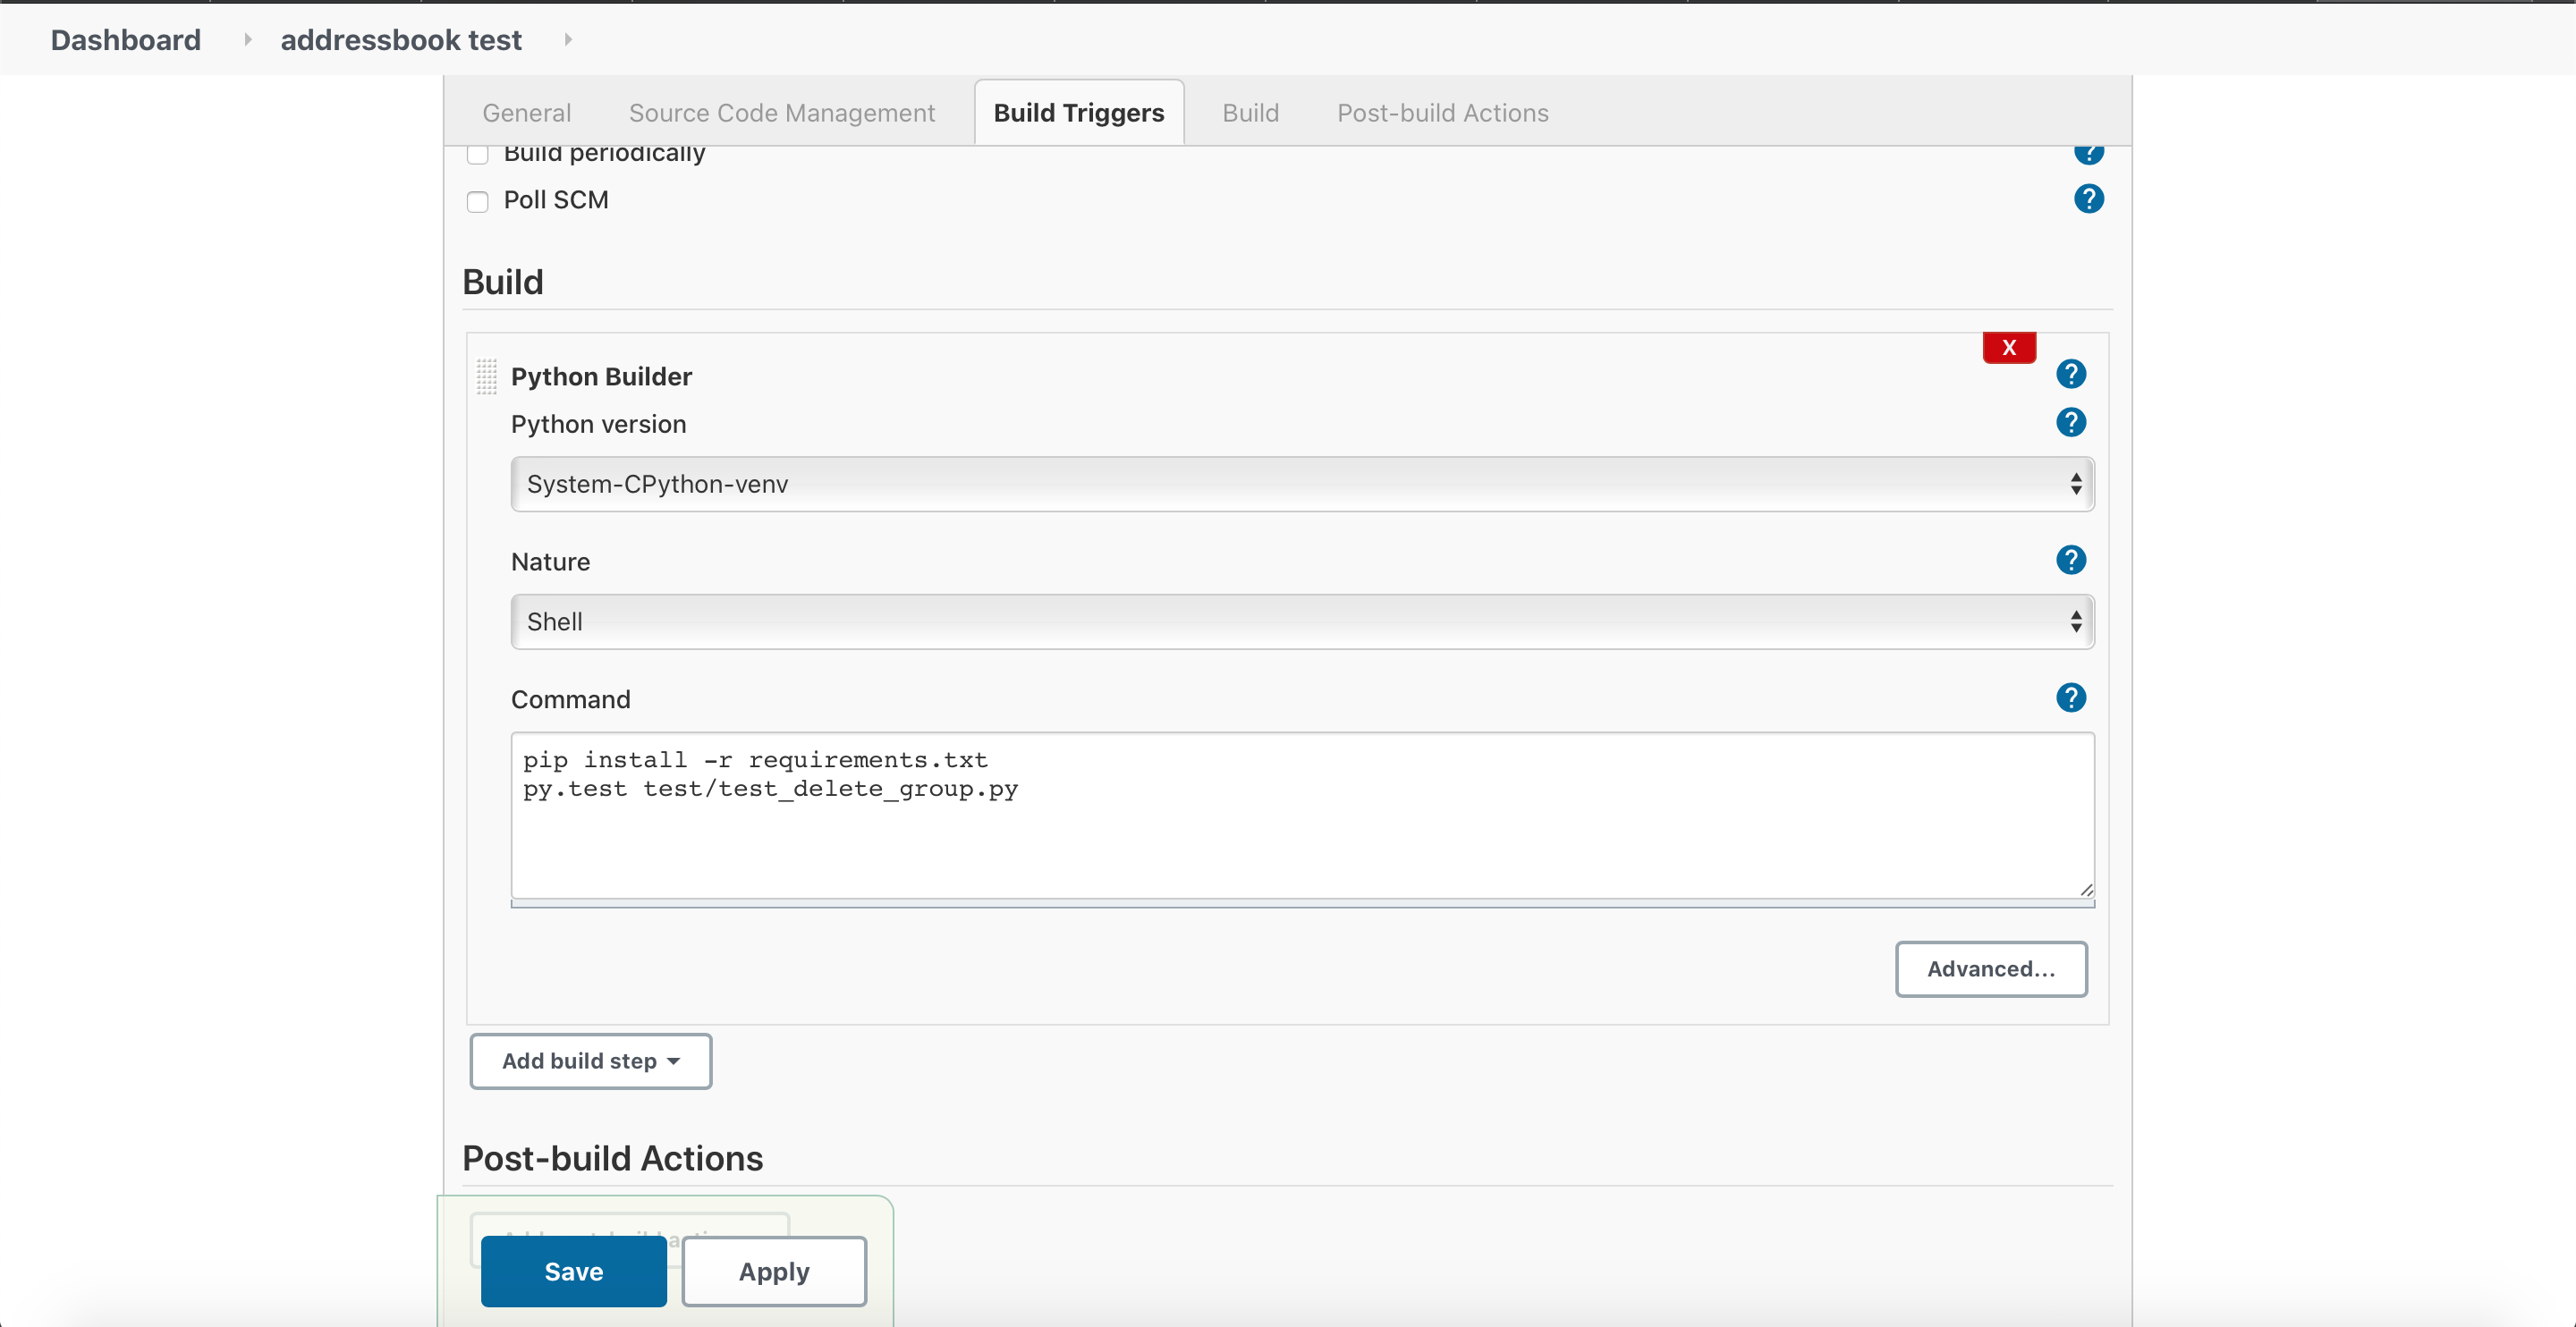 Dashboard addressbook test
General Source Code Management Build Triggers Build Post-build Actions
Build periodically ?
Poll SCM ?
Build
X
Python Builder ?
Python version ?
System-CPython-venv
Nature ?
Shell
Command ?
pip install -r requirements.txt
py.test test/test_delete_group.py
Advanced...
Add build step
Post-build Actions
Save Apply